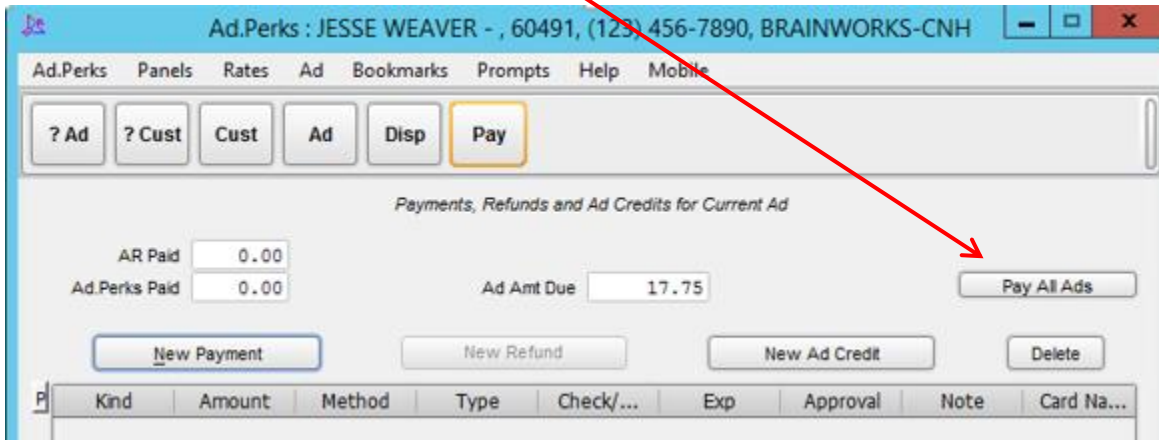 Ad.Perks : JESSE WEAVER - , 60491, (123) 456-7890, BRAINWORKS-CNH
Ad.Perks Panels Rates Ad Bookmarks Prompts Help Mobile
? Ad ? Cust Cust Ad Disp Pay
Payments, Refunds and Ad Credits for Current Ad
AR Paid 0.00
Ad.Perks Paid 0.00 Ad Amt Due 17.75 Pay All Ads
New Payment New Refund New Ad Credit Delete
P Kind Amount Method Type Check/... Exp Approval Note Card Na...